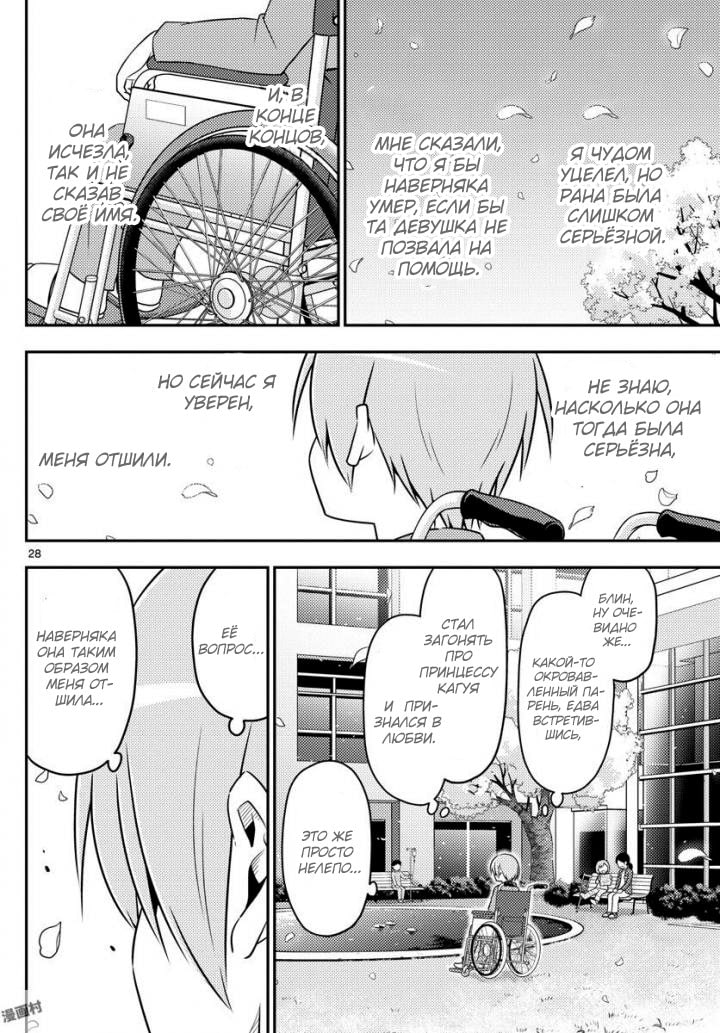 Я ЧУДОМ
УЦЕЛЕЛ, НО
РАНА БЫЛА
СЛИШКОМ
СЕРЬЁЗНОЙ.
МНЕ СКАЗАЛИ,
ЧТО Я БЫ
НАВЕРНЯКА
УМЕР, ЕСЛИ БЫ
ТА ДЕВУШКА НЕ
ПОЗВАЛА НА
ПОМОЩЬ.
И, В
КОНЦЕ
КОНЦОВ,
ОНА
ИСЧЕЗЛА,
ТАК И НЕ
СКАЗАВ
СВОЁ ИМЯ.
НЕ ЗНАЮ,
НАСКОЛЬКО ОНА
ТОГДА БЫЛА
СЕРЬЁЗНА,
НО СЕЙЧАС Я
УВЕРЕН,
МЕНЯ ОТШИЛИ.
28
БЛИН,
НУ ОЧЕ-
ВИДНО
ЖЕ...
КАКОЙ-ТО
ОКРОВАВ-
ЛЕННЫЙ ПА-
РЕНЬ, ЕДВА
ВСТРЕТИВ-
ШИСЬ,
СТАЛ
ЗАГОНЯТЬ
ПРО
ПРИНЦЕССУ
КАГУЯ
И ПРИ-
ЗНАЛСЯ В
ЛЮБВИ.
ЭТО ЖЕ
ПРОСТО
НЕЛЕПО...
ЕЁ
ВОПРОС...
НАВЕРНЯКА
ОНА ТАКИМ
ОБРАЗОМ
МЕНЯ ОТ-
ШИЛА...
漫画村